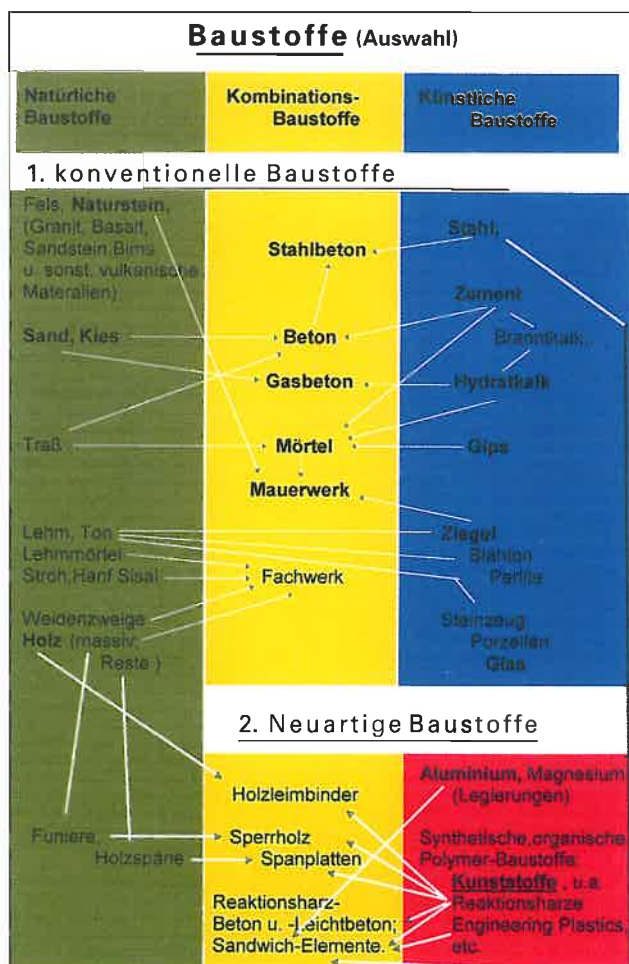 Baustoffe (Auswahl)
Natürliche
Baustoffe
Kombinations-
Baustoffe
Künstliche
Baustoffe
1. konventionelle Baustoffe
Fels, Naturstein,
(Granit, Basalt,
Sandstein,Bims
u. sonst. vulkanische
Materalien),
Sand, Kies
Traß
Lehm, Ton
Lehmmörtel
Stroh,Hanf Sisal
Weidenzweige
Holz (massiv,
Reste )
Stahlbeton
Beton
Gasbeton
Mörtel
Mauerwerk
Fachwerk
Stahl,
Zement
Branntkalk,
Hydratkalk
Gips
Ziegel
Blähton
Perlite
Steinzeug
Porzellan
Glas
2. Neuartige Baustoffe
Funiere,
Holzspäne
Holzleimbinder
Sperrholz
Spanplatten
Reaktionsharz-
Beton u. -Leichtbeton;
Sandwich-Elemente.
Aluminium, Magnesium
(Legierungen)
Synthetische,organische
Polymer-Baustoffe:
Kunststoffe , u.a.
Reaktionsharze
Engineering Plastics,
etc.